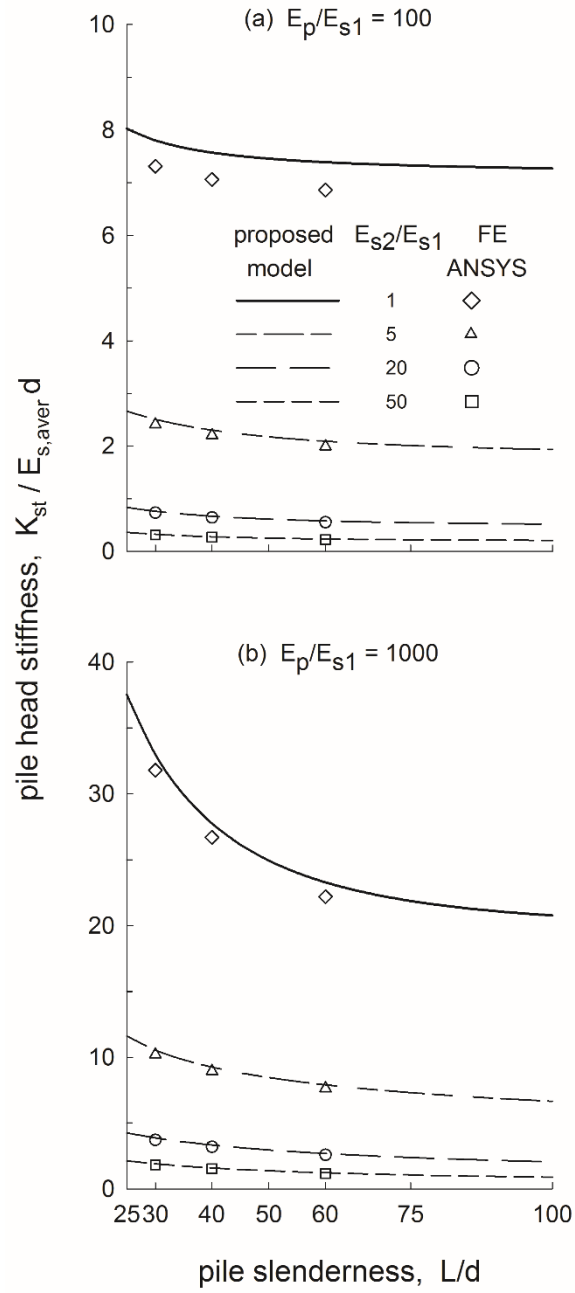 (a) Ep/Es1 = 100
10
8
6
4
2
0
proposed model Es2/Es1 FE ANSYS
1
5
20
50
pile head stiffness, Kst / Es,aver d
(b) Ep/Es1 = 1000
40
30
20
10
0
25 30 40 50 60 75 100
pile slenderness, L/d